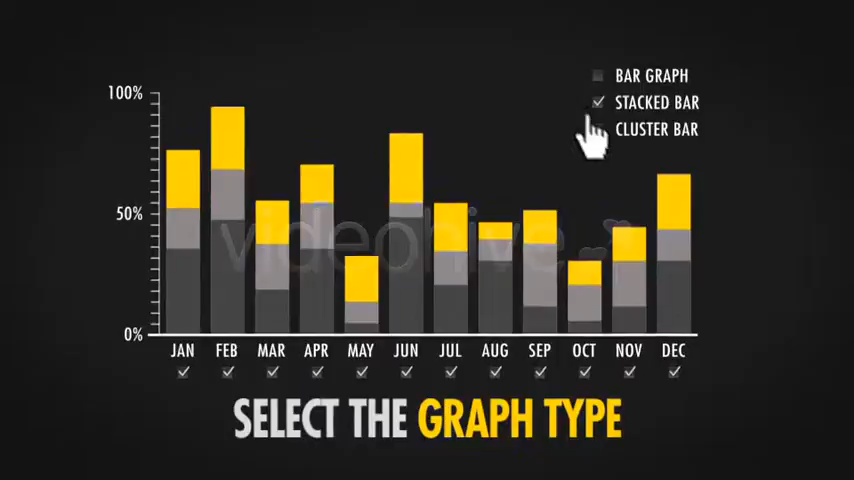 BAR GRAPH
100%
STACKED BAR
CLUSTER BAR
50%
videohive
0%
JAN FEB MAR APR MAY JUN JUL AUG SEP OCT NOV DEC
SELECT THE GRAPH TYPE